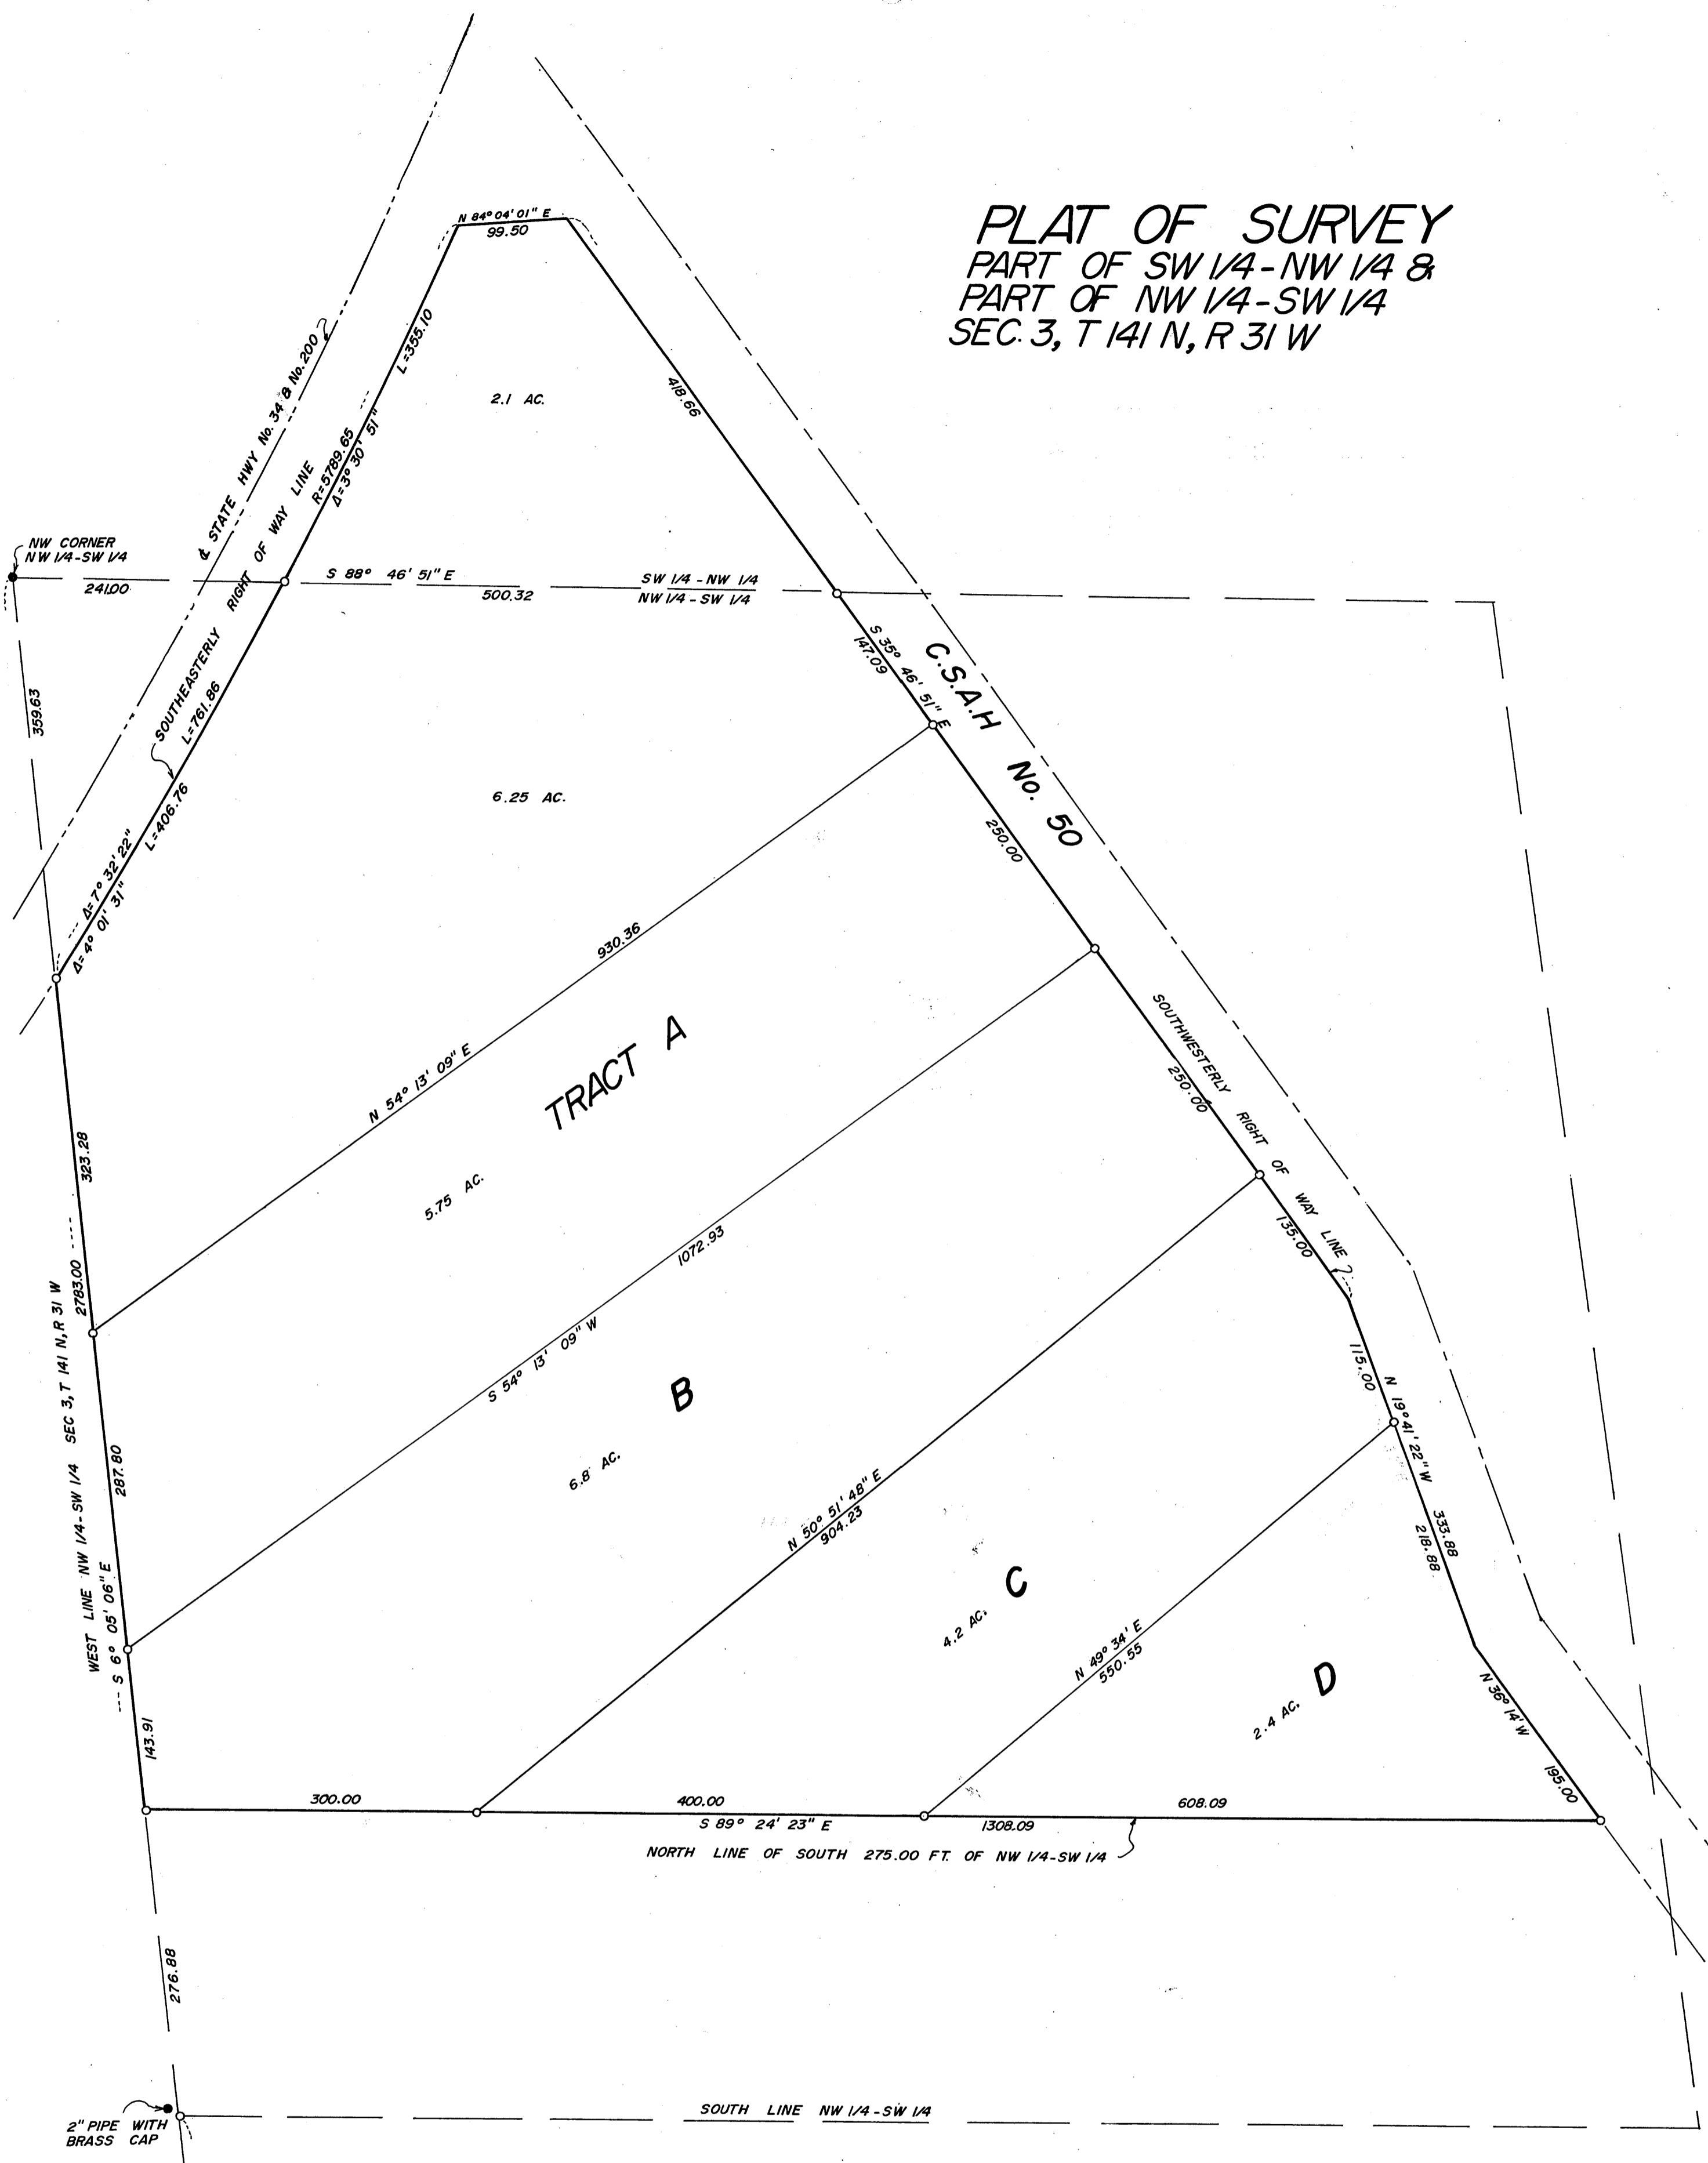 PLAT OF SURVEY
PART OF SW 1/4-NW 1/4 &
PART OF NW 1/4-SW 1/4
SEC. 3, T 141 N, R 31 W
N 84° 04' 01" E
99.50
L=355.10
℄ STATE HWY No. 34 & No. 200
2.1 AC.
418.66
R=5789.65
Δ=3° 30' 51"
SOUTHEASTERLY RIGHT OF WAY LINE
NW CORNER
NW 1/4-SW 1/4
241.00
S 88° 46' 51" E
500.32
SW 1/4 - NW 1/4
NW 1/4 - SW 1/4
359.63
L=761.86
L=406.76
Δ=7° 32' 22"
Δ=4° 01' 31"
S 35° 46' 51" E
147.09
C.S.A.H No. 50
6.25 AC.
250.00
930.36
N 54° 13' 09" E
TRACT A
SOUTHWESTERLY RIGHT OF WAY LINE
250.00
323.28
5.75 AC.
1072.93
S 54° 13' 09" W
135.00
2783.00
WEST LINE NW 1/4-SW 1/4 SEC 3, T 141 N, R 31 W
S 6° 05' 06" E
287.80
B
6.8 AC.
115.00
N 19° 41' 22" W
333.88
218.88
N 50° 51' 48" E
904.23
C
4.2 AC.
N 49° 34' E
550.55
D
2.4 AC.
N 36° 14' W
195.00
143.91
300.00
400.00
608.09
S 89° 24' 23" E
1308.09
NORTH LINE OF SOUTH 275.00 FT. OF NW 1/4-SW 1/4
276.88
2" PIPE WITH
BRASS CAP
SOUTH LINE NW 1/4-SW 1/4